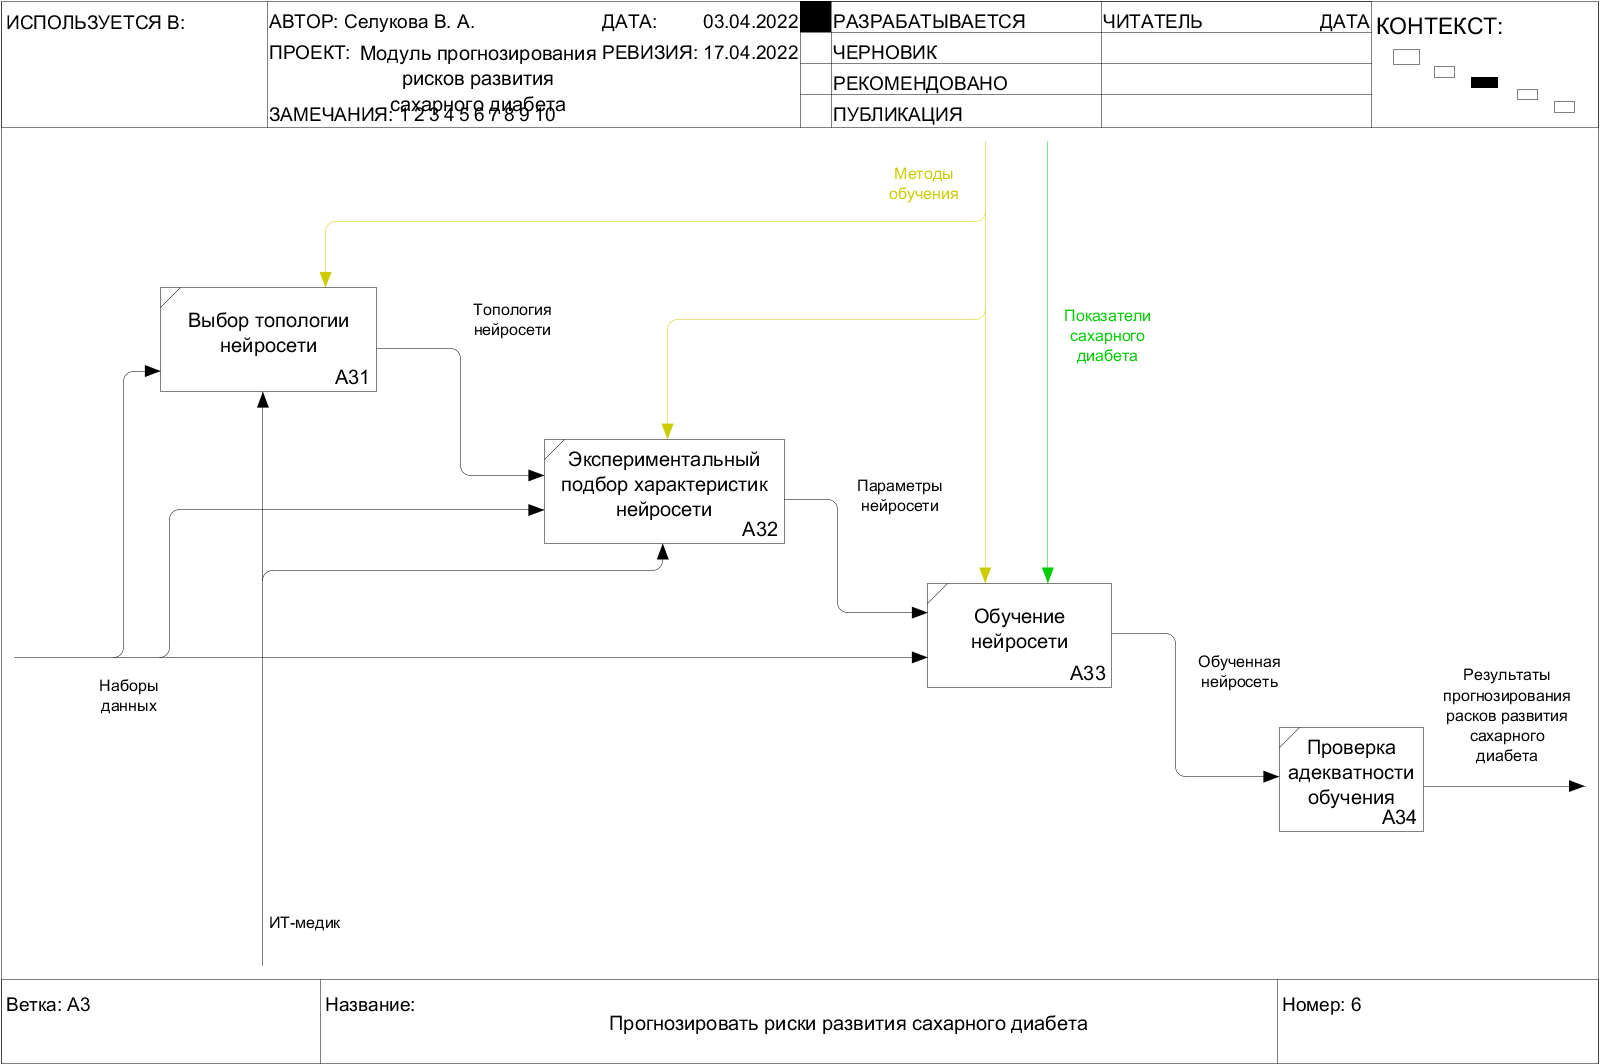 ИСПОЛЬЗУЕТСЯ В:
АВТОР: Селукова В. А.
ДАТА: 03.04.2022
ПРОЕКТ: Модуль прогнозирования
рисков развития
сахарного диабета
РЕВИЗИЯ: 17.04.2022
ЗАМЕЧАНИЯ: 1 2 3 4 5 6 7 8 9 10
РАЗРАБАТЫВАЕТСЯ
ЧЕРНОВИК
РЕКОМЕНДОВАНО
ПУБЛИКАЦИЯ
ЧИТАТЕЛЬ
ДАТА
КОНТЕКСТ:
Методы
обучения
Показатели
сахарного
диабета
Выбор топологии
нейросети
A31
Топология
нейросети
Экспериментальный
подбор характеристик
нейросети
A32
Параметры
нейросети
Обучение
нейросети
A33
Обученная
нейросеть
Наборы
данных
Проверка
адекватности
обучения
A34
Результаты
прогнозирования
расков развития
сахарного
диабета
ИТ-медик
Ветка: A3
Название:
Прогнозировать риски развития сахарного диабета
Номер: 6